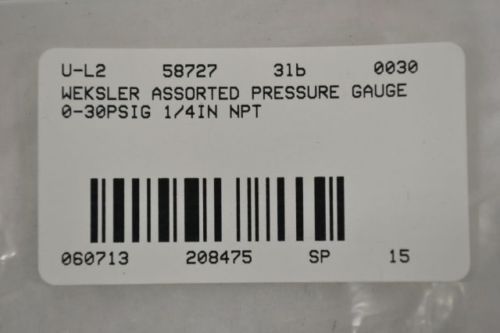 U-L2 58727 31b 0030
WEKSLER ASSORTED PRESSURE GAUGE
0-30PSIG 1/4IN NPT
060713 208475 SP 15